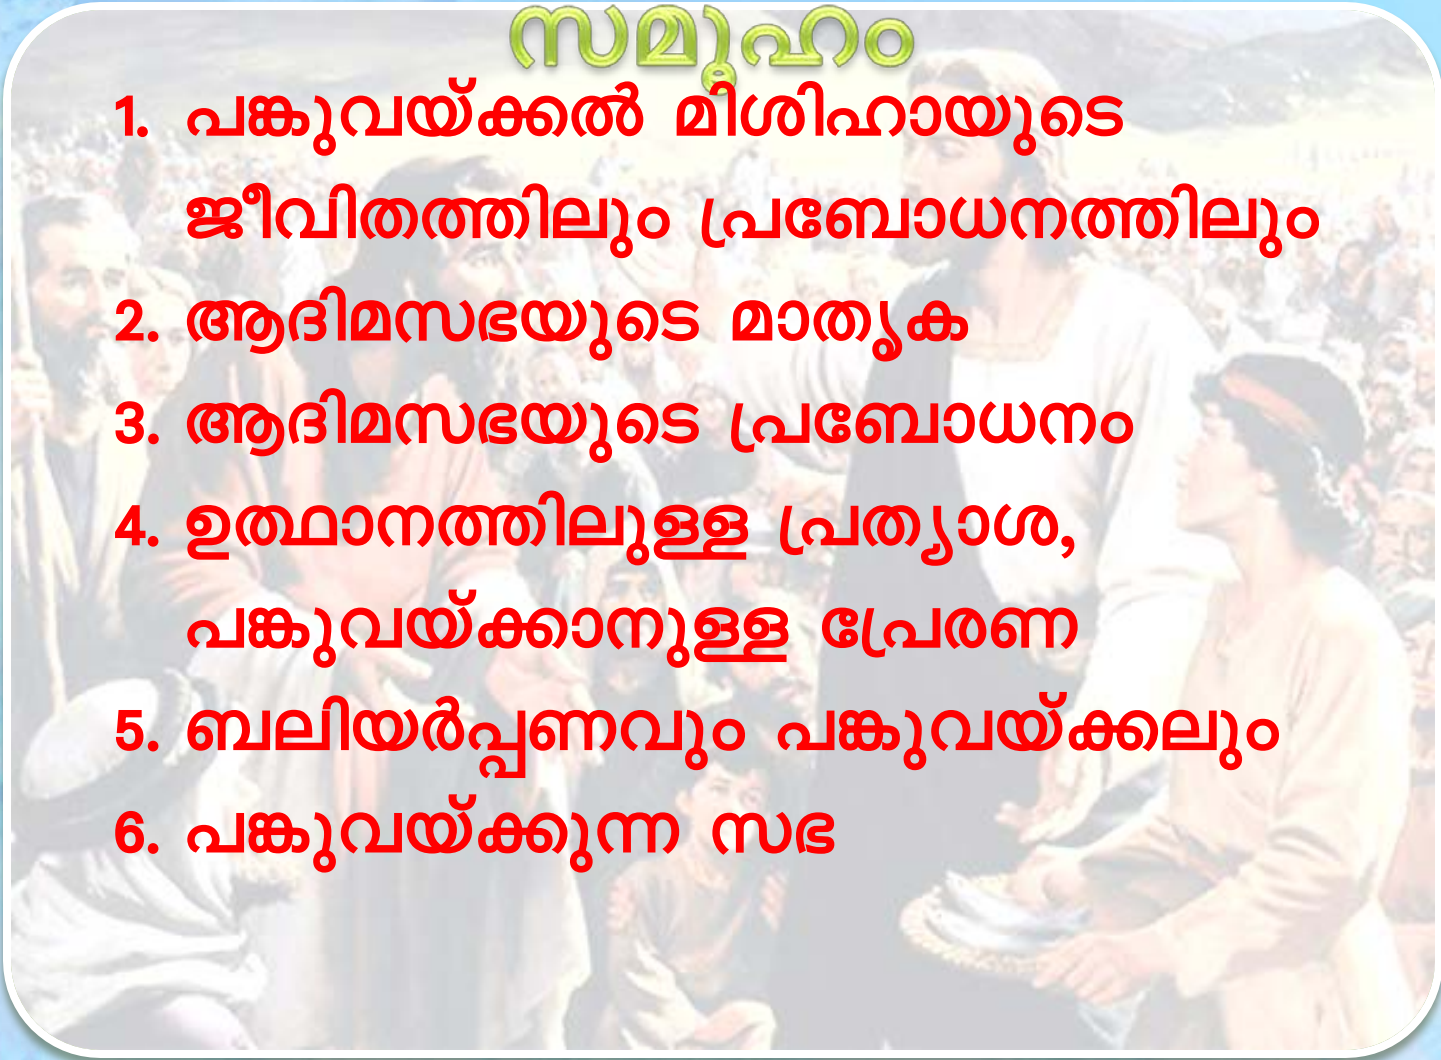 സമൂഹം
1. പങ്കുവയ്ക്കൽ മിശിഹായുടെ
ജീവിതത്തിലും പ്രബോധനത്തിലും
2. ആദിമസഭയുടെ മാതൃക
3. ആദിമസഭയുടെ പ്രബോധനം
4. ഉത്ഥാനത്തിലുള്ള പ്രത്യാശ,
പങ്കുവയ്ക്കാനുള്ള പ്രേരണ
5. ബലിയർപ്പണവും പങ്കുവയ്ക്കലും
6. പങ്കുവയ്ക്കുന്ന സഭ